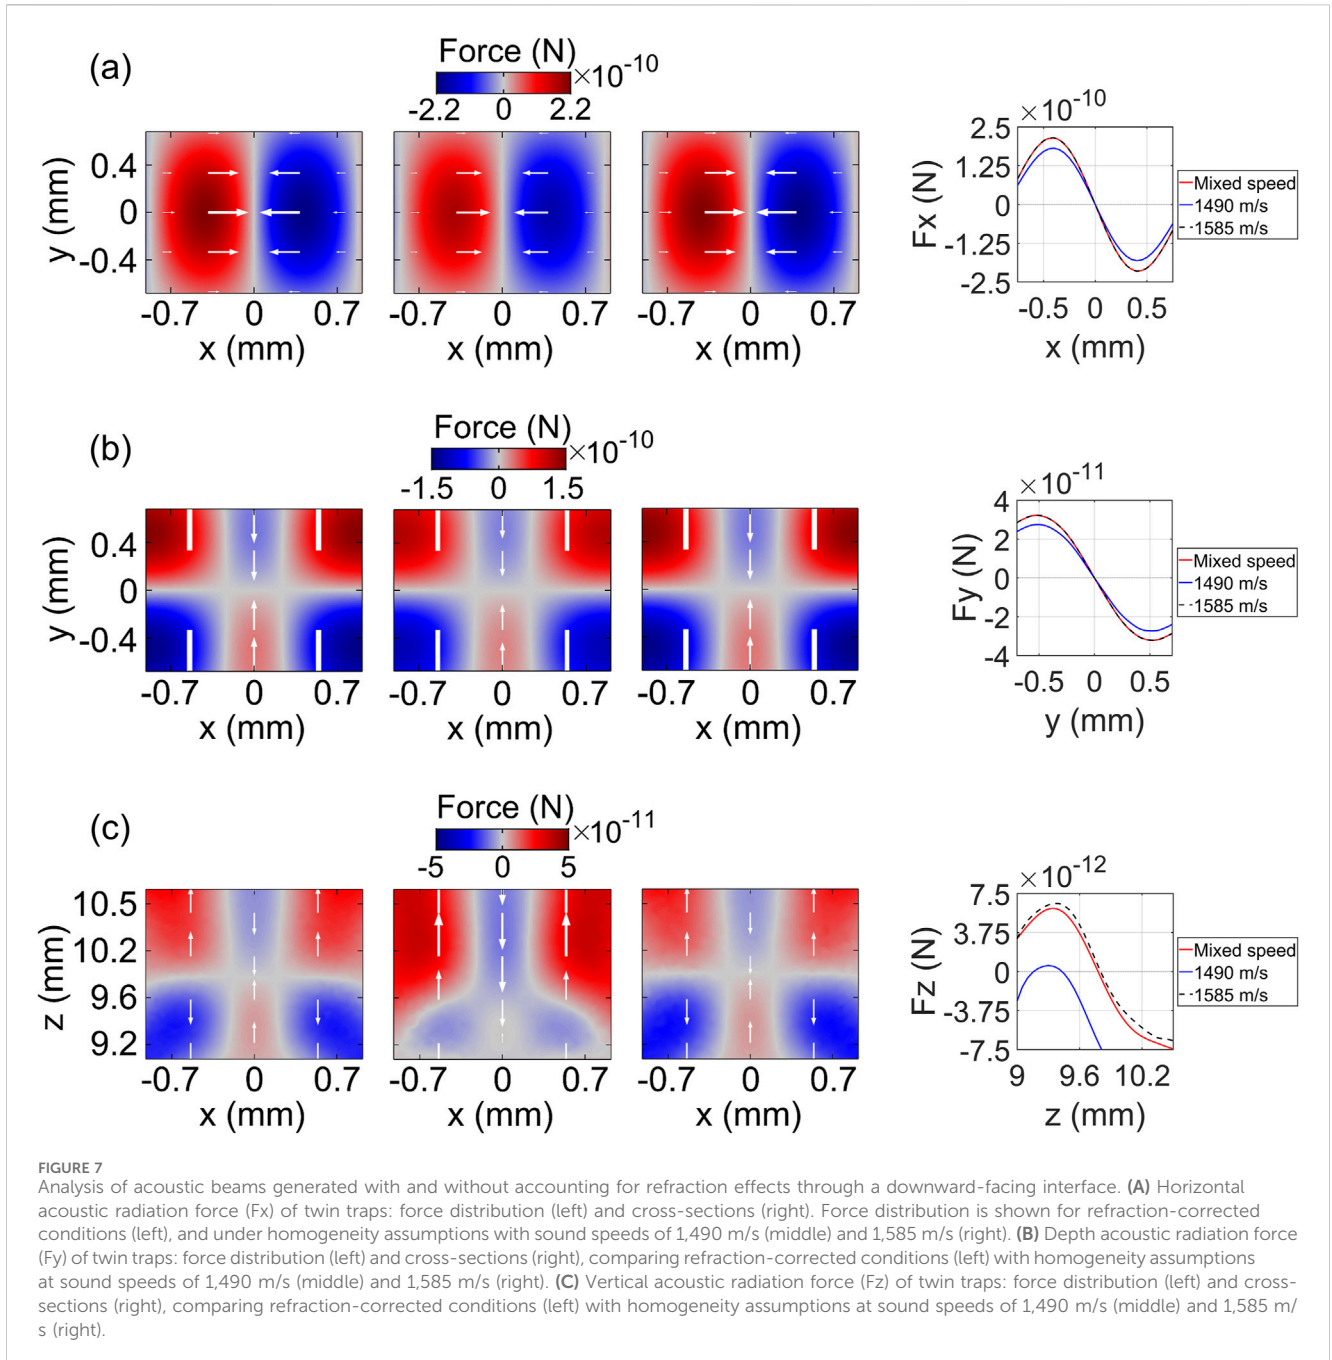 (a)
Force (N)
×10⁻¹⁰
-2.2 0 2.2
y (mm)
0.4
0
-0.4
-0.7 0 0.7 -0.7 0 0.7 -0.7 0 0.7
x (mm) x (mm) x (mm)
×10⁻¹⁰
Fx (N)
2.5
1.25
0
-1.25
-2.5
-0.5 0 0.5
x (mm)
Mixed speed
1490 m/s
1585 m/s
(b)
Force (N)
×10⁻¹⁰
-1.5 0 1.5
y (mm)
0.4
0
-0.4
-0.7 0 0.7 -0.7 0 0.7 -0.7 0 0.7
x (mm) x (mm) x (mm)
×10⁻¹¹
Fy (N)
4
2
0
-2
-4
-0.5 0 0.5
y (mm)
Mixed speed
1490 m/s
1585 m/s
(c)
Force (N)
×10⁻¹¹
-5 0 5
z (mm)
10.5
10.2
9.6
9.2
-0.7 0 0.7 -0.7 0 0.7 -0.7 0 0.7
x (mm) x (mm) x (mm)
×10⁻¹²
Fz (N)
7.5
3.75
0
-3.75
-7.5
9 9.6 10.2
z (mm)
Mixed speed
1490 m/s
1585 m/s
FIGURE 7
Analysis of acoustic beams generated with and without accounting for refraction effects through a downward-facing interface. (A) Horizontal
acoustic radiation force (Fx) of twin traps: force distribution (left) and cross-sections (right). Force distribution is shown for refraction-corrected
conditions (left), and under homogeneity assumptions with sound speeds of 1,490 m/s (middle) and 1,585 m/s (right). (B) Depth acoustic radiation force
(Fy) of twin traps: force distribution (left) and cross-sections (right), comparing refraction-corrected conditions (left) with homogeneity assumptions
at sound speeds of 1,490 m/s (middle) and 1,585 m/s (right). (C) Vertical acoustic radiation force (Fz) of twin traps: force distribution (left) and cross-
sections (right), comparing refraction-corrected conditions (left) with homogeneity assumptions at sound speeds of 1,490 m/s (middle) and 1,585 m/
s (right).